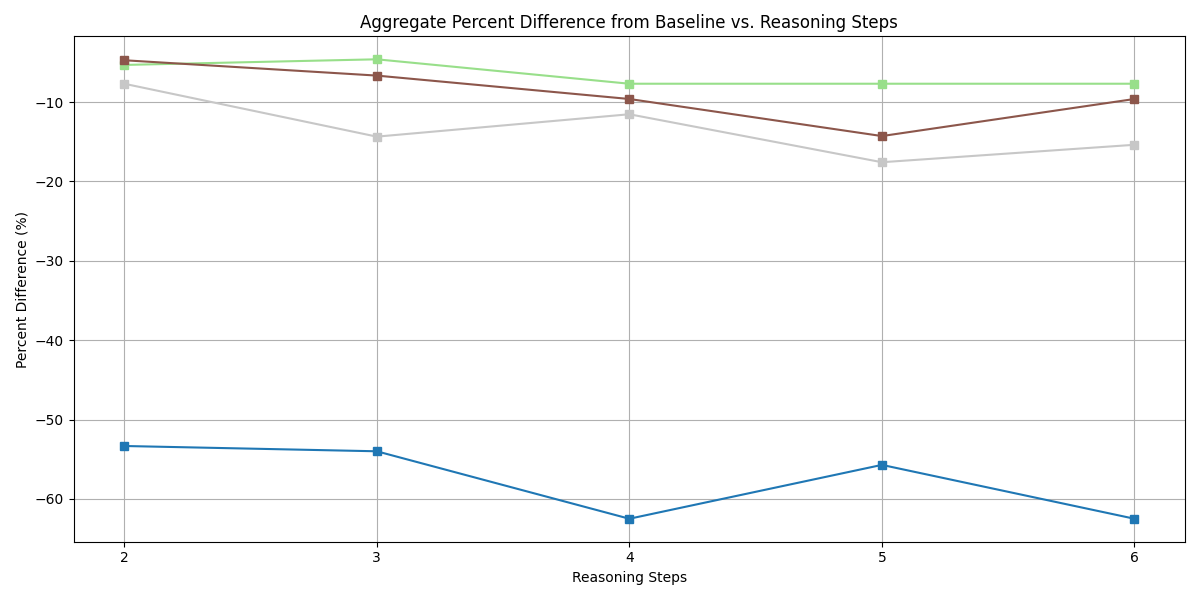 Aggregate Percent Difference from Baseline vs. Reasoning Steps
Percent Difference (%)
−10
−20
−30
−40
−50
−60
2 3 4 5 6
Reasoning Steps